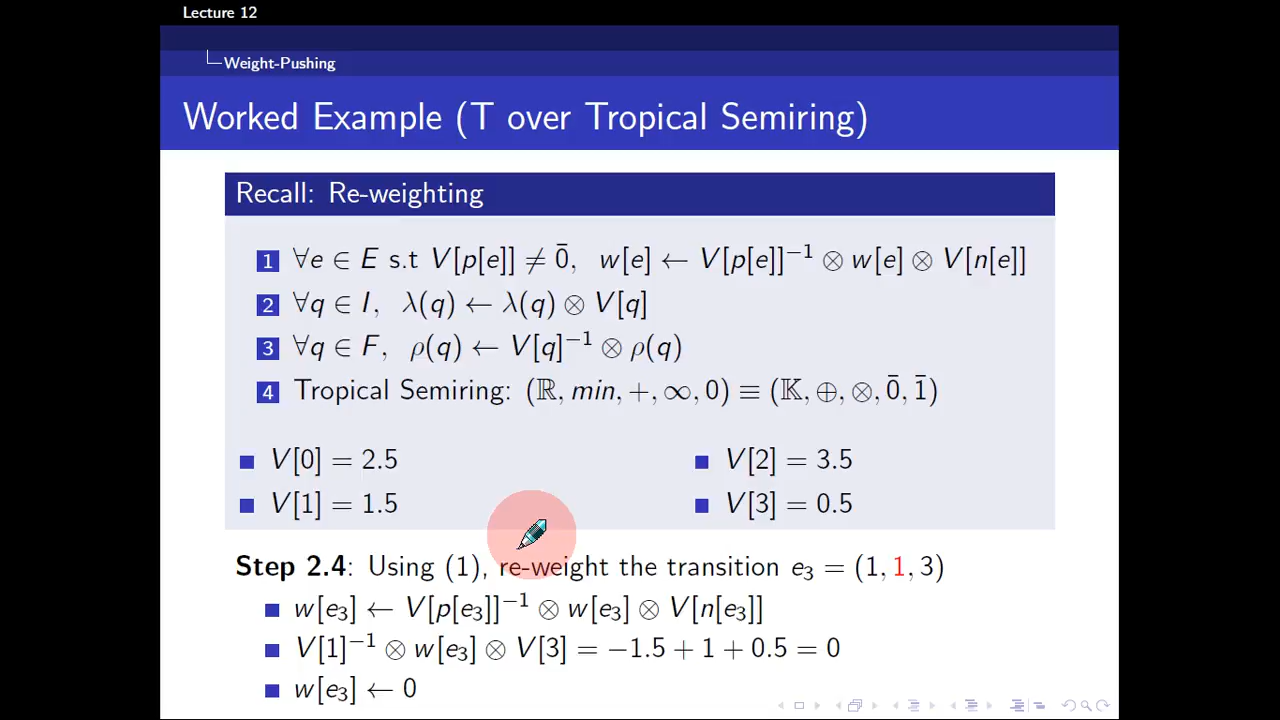 Lecture 12
Weight-Pushing
Worked Example (T over Tropical Semiring)
Recall: Re-weighting
1 ∀e ∈ E s.t V[p[e]] ≠ 0̄, w[e] ← V[p[e]]⁻¹ ⊗ w[e] ⊗ V[n[e]]
2 ∀q ∈ I, λ(q) ← λ(q) ⊗ V[q]
3 ∀q ∈ F, ρ(q) ← V[q]⁻¹ ⊗ ρ(q)
4 Tropical Semiring: (ℝ, min, +, ∞, 0) ≡ (𝕂, ⊕, ⊗, 0̄, 1̄)
V[0] = 2.5
V[1] = 1.5
V[2] = 3.5
V[3] = 0.5
Step 2.4: Using (1), re-weight the transition e₃ = (1, 1, 3)
w[e₃] ← V[p[e₃]]⁻¹ ⊗ w[e₃] ⊗ V[n[e₃]]
V[1]⁻¹ ⊗ w[e₃] ⊗ V[3] = −1.5 + 1 + 0.5 = 0
w[e₃] ← 0